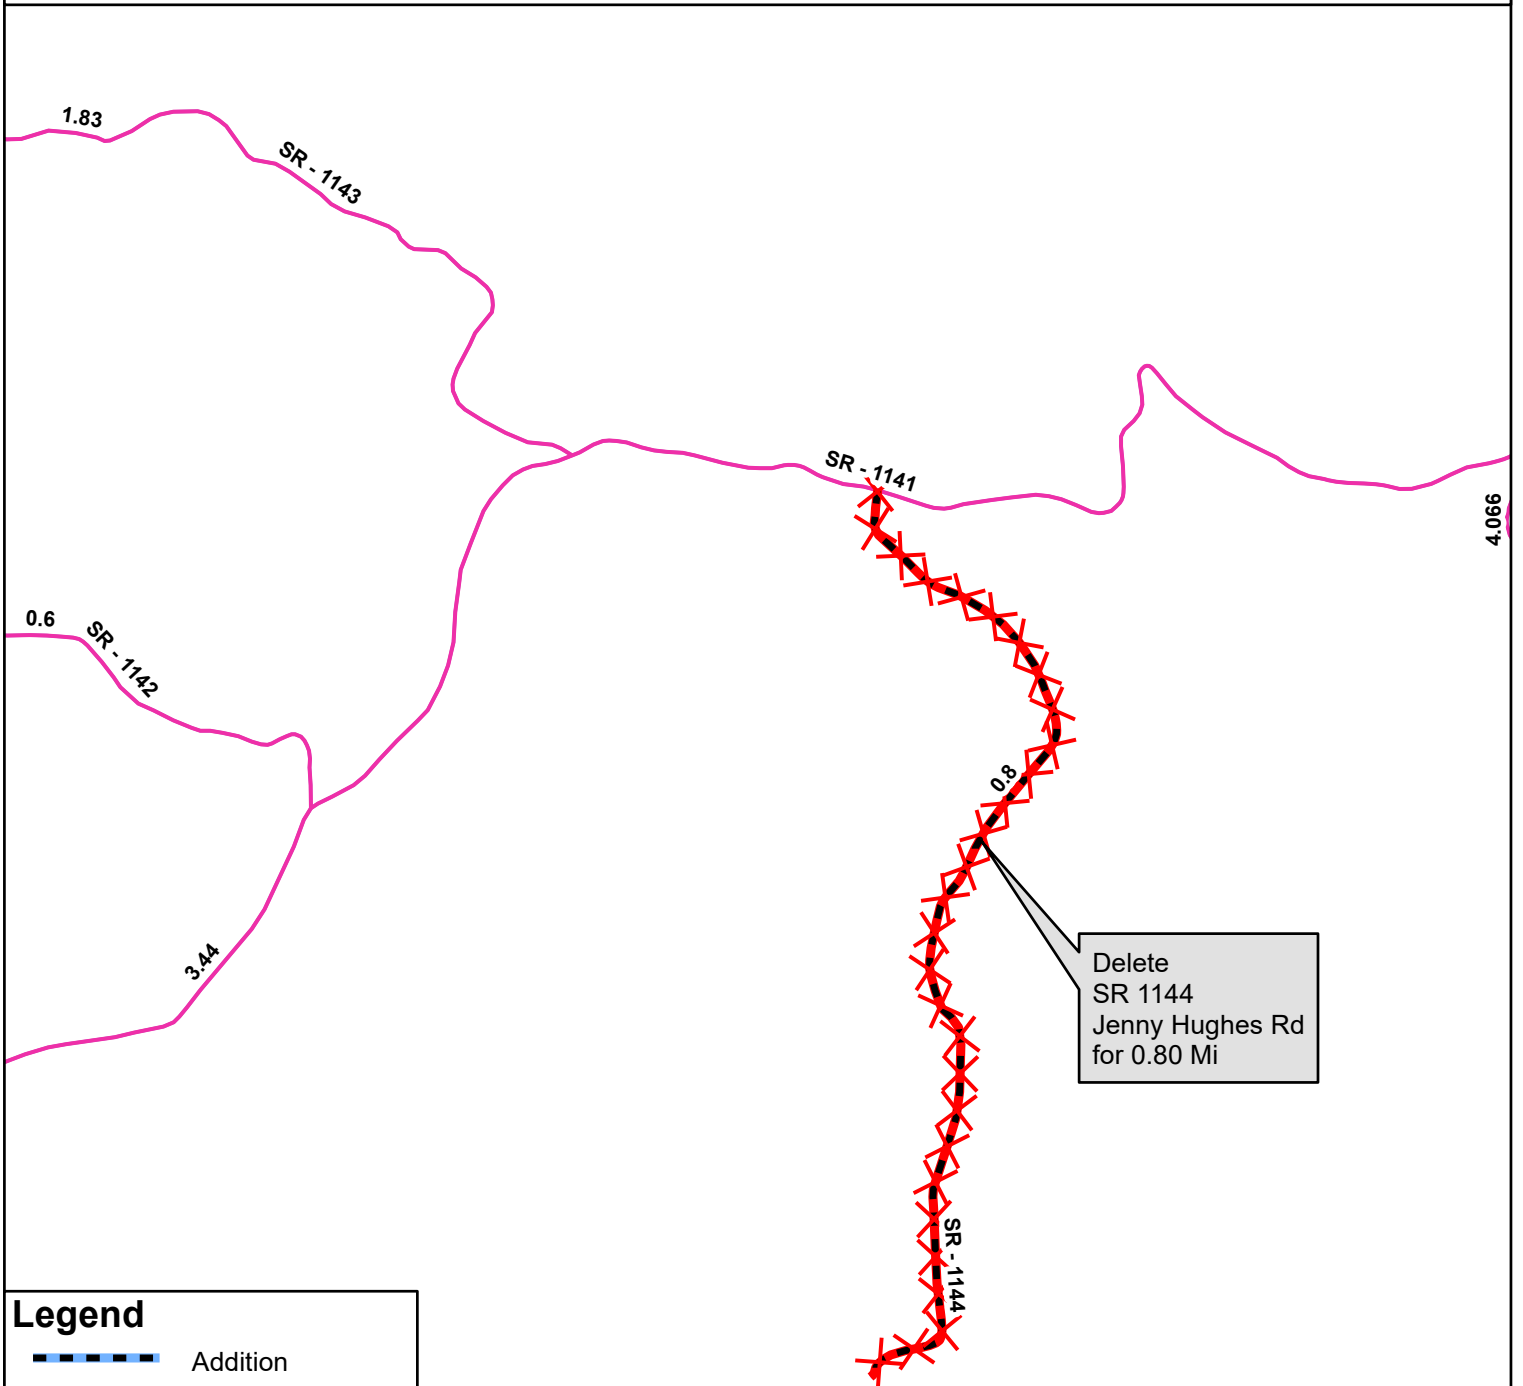 1.83
SR - 1143
SR - 1141
4.066
0.6
SR - 1142
0.8
3.44
Delete
SR 1144
Jenny Hughes Rd
for 0.80 Mi
SR - 1144
Legend
Addition